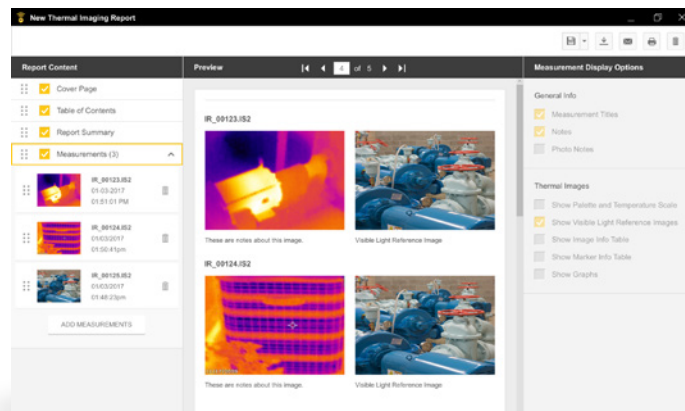 New Thermal Imaging Report
Report Content
Cover Page
Table of Contents
Report Summary
Measurements (3)
IR_00123.IS2
01-03-2017
01:51:01 PM
IR_00124.IS2
01/03/2017
01:50:41pm
IR_00125.IS2
01/03/2017
01:48:23pm
ADD MEASUREMENTS
Preview
4 of 5
IR_00123.IS2
These are notes about this image.
Visible Light Reference Image
IR_00124.IS2
These are notes about this image.
Visible Light Reference Image
Measurement Display Options
General Info
Measurement Titles
Notes
Photo Notes
Thermal Images
Show Palette and Temperature Scale
Show Visible Light Reference Images
Show Image Info Table
Show Marker Info Table
Show Graphs